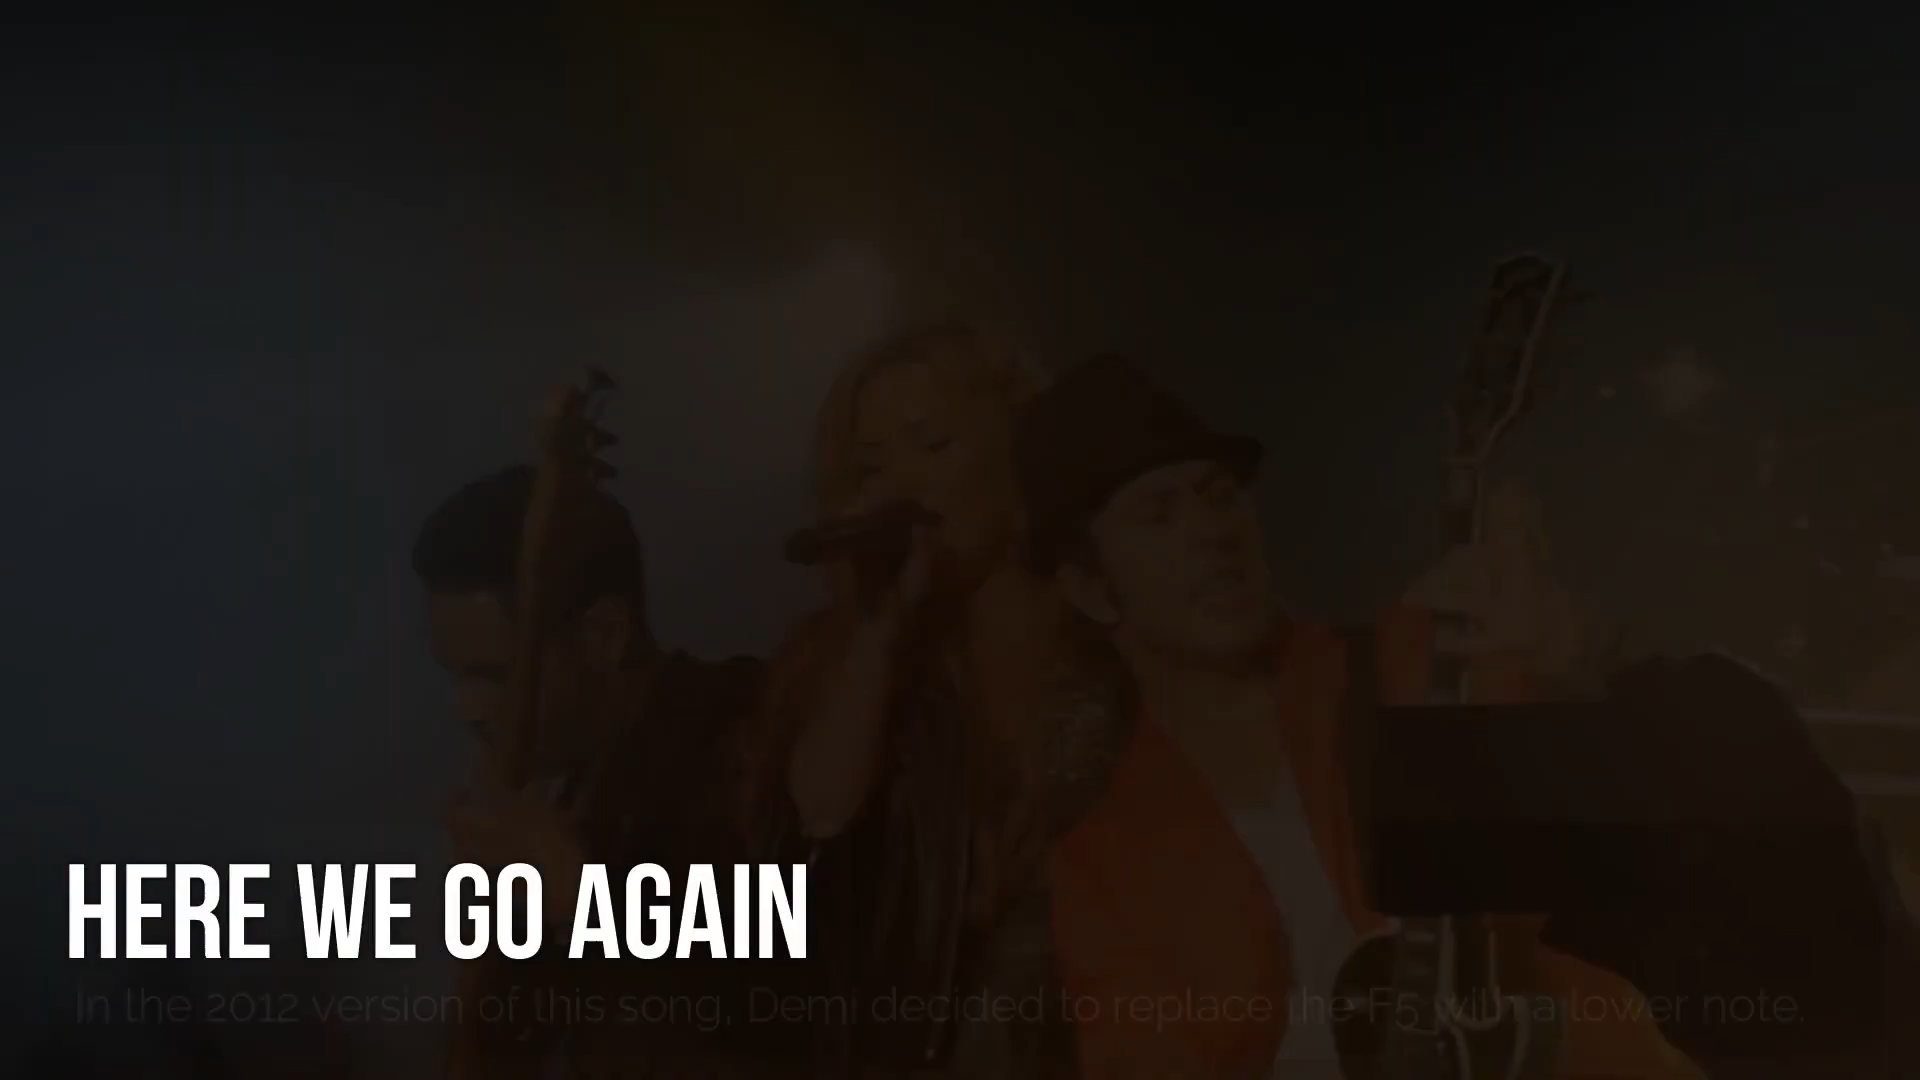 HERE WE GO AGAIN
In the 2012 version of this song, Demi decided to replace the F5 with a lower note.